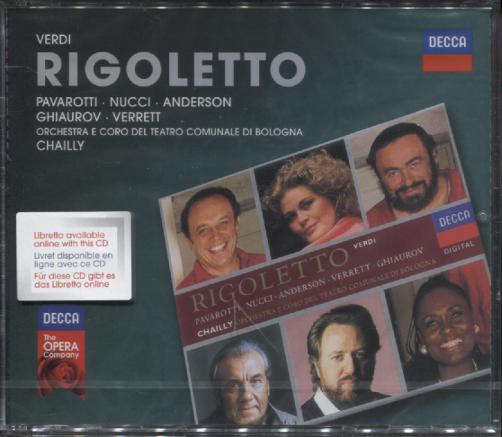 VERDI
RIGOLETTO
PAVAROTTI · NUCCI · ANDERSON
GHIAUROV · VERRETT
ORCHESTRA E CORO DEL TEATRO COMUNALE DI BOLOGNA
CHAILLY
DECCA
Libretto available
online with this CD
Livret disponible en
ligne avec ce CD
Für diese CD gibt es
das Libretto online
DECCA
The
OPERA
Company
VERDI
RIGOLETTO
PAVAROTTI · NUCCI · ANDERSON · VERRETT · GHIAUROV
ORCHESTRA E CORO DEL TEATRO COMUNALE DI BOLOGNA
CHAILLY
DECCA
DIGITAL